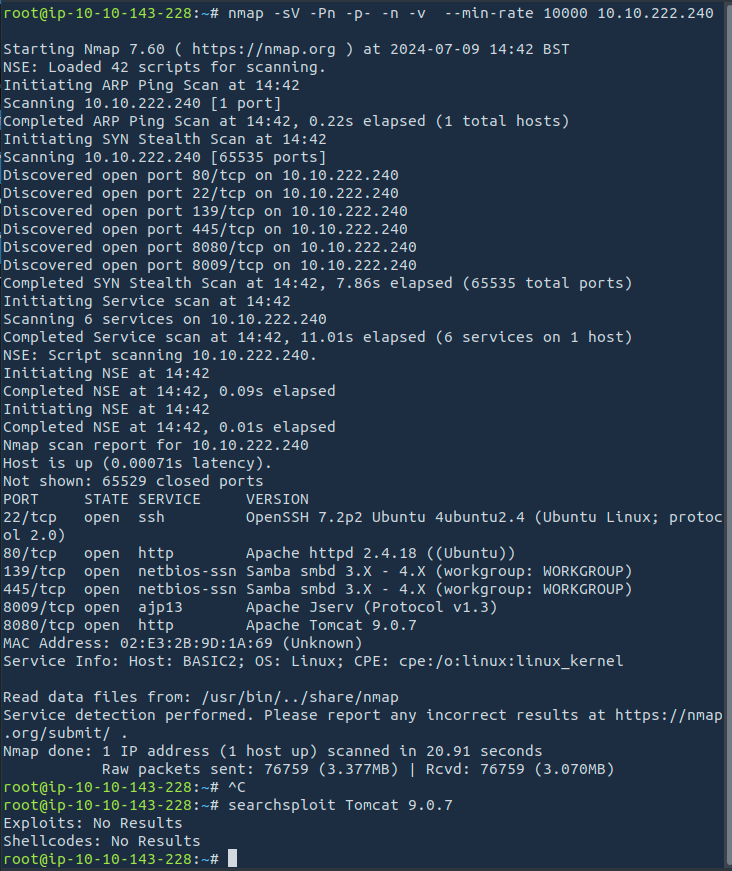 root@ip-10-10-143-228:~# nmap -sV -Pn -p- -n -v  --min-rate 10000 10.10.222.240

Starting Nmap 7.60 ( https://nmap.org ) at 2024-07-09 14:42 BST
NSE: Loaded 42 scripts for scanning.
Initiating ARP Ping Scan at 14:42
Scanning 10.10.222.240 [1 port]
Completed ARP Ping Scan at 14:42, 0.22s elapsed (1 total hosts)
Initiating SYN Stealth Scan at 14:42
Scanning 10.10.222.240 [65535 ports]
Discovered open port 80/tcp on 10.10.222.240
Discovered open port 22/tcp on 10.10.222.240
Discovered open port 139/tcp on 10.10.222.240
Discovered open port 445/tcp on 10.10.222.240
Discovered open port 8080/tcp on 10.10.222.240
Discovered open port 8009/tcp on 10.10.222.240
Completed SYN Stealth Scan at 14:42, 7.86s elapsed (65535 total ports)
Initiating Service scan at 14:42
Scanning 6 services on 10.10.222.240
Completed Service scan at 14:42, 11.01s elapsed (6 services on 1 host)
NSE: Script scanning 10.10.222.240.
Initiating NSE at 14:42
Completed NSE at 14:42, 0.09s elapsed
Initiating NSE at 14:42
Completed NSE at 14:42, 0.01s elapsed
Nmap scan report for 10.10.222.240
Host is up (0.00071s latency).
Not shown: 65529 closed ports
PORT     STATE SERVICE     VERSION
22/tcp   open  ssh         OpenSSH 7.2p2 Ubuntu 4ubuntu2.4 (Ubuntu Linux; protoc
ol 2.0)
80/tcp   open  http        Apache httpd 2.4.18 ((Ubuntu))
139/tcp  open  netbios-ssn Samba smbd 3.X - 4.X (workgroup: WORKGROUP)
445/tcp  open  netbios-ssn Samba smbd 3.X - 4.X (workgroup: WORKGROUP)
8009/tcp open  ajp13       Apache Jserv (Protocol v1.3)
8080/tcp open  http        Apache Tomcat 9.0.7
MAC Address: 02:E3:2B:9D:1A:69 (Unknown)
Service Info: Host: BASIC2; OS: Linux; CPE: cpe:/o:linux:linux_kernel

Read data files from: /usr/bin/../share/nmap
Service detection performed. Please report any incorrect results at https://nmap
.org/submit/ .
Nmap done: 1 IP address (1 host up) scanned in 20.91 seconds
           Raw packets sent: 76759 (3.377MB) | Rcvd: 76759 (3.070MB)
root@ip-10-10-143-228:~# ^C
root@ip-10-10-143-228:~# searchsploit Tomcat 9.0.7
Exploits: No Results
Shellcodes: No Results
root@ip-10-10-143-228:~#